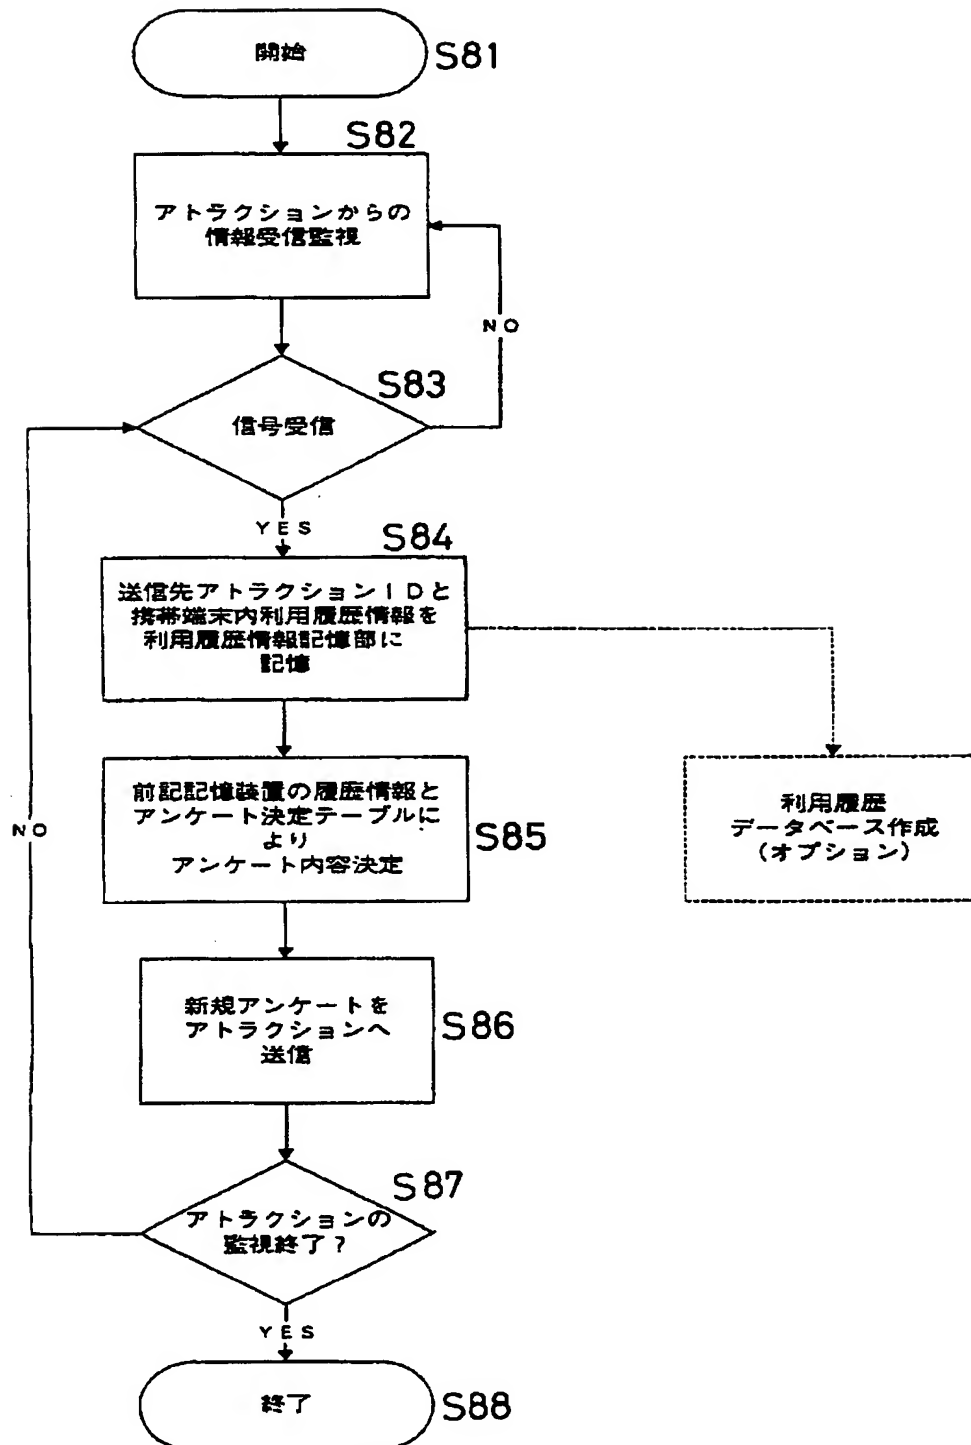 開始
S81
S82
アトラクションからの
情報受信監視
NO
S83
信号受信
YES
S84
送信先アトラクションIDと
携帯端末内利用履歴情報を
利用履歴情報記憶部に
記憶
前記記憶装置の履歴情報と
アンケート決定テーブルに
より
アンケート内容決定
S85
利用履歴
データベース作成
(オプション)
NO
新規アンケートを
アトラクションへ
送信
S86
S87
アトラクションの
監視終了?
YES
終了
S88